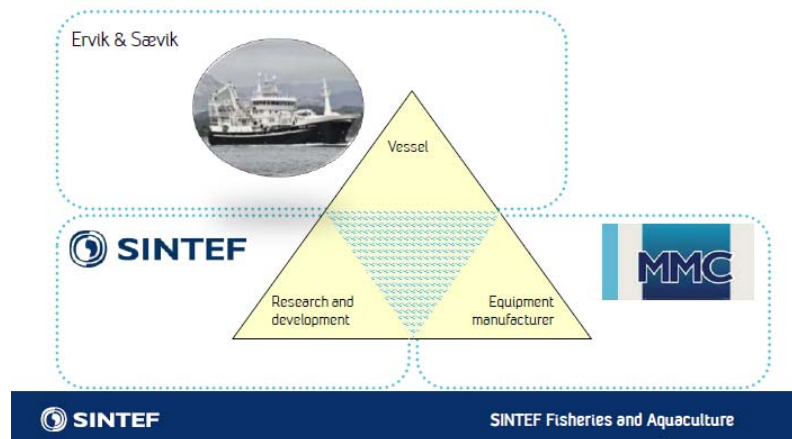 Ervik & Sævik
Vessel
SINTEF
MMC
Research and
development
Equipment
manufacturer
SINTEF
SINTEF Fisheries and Aquaculture